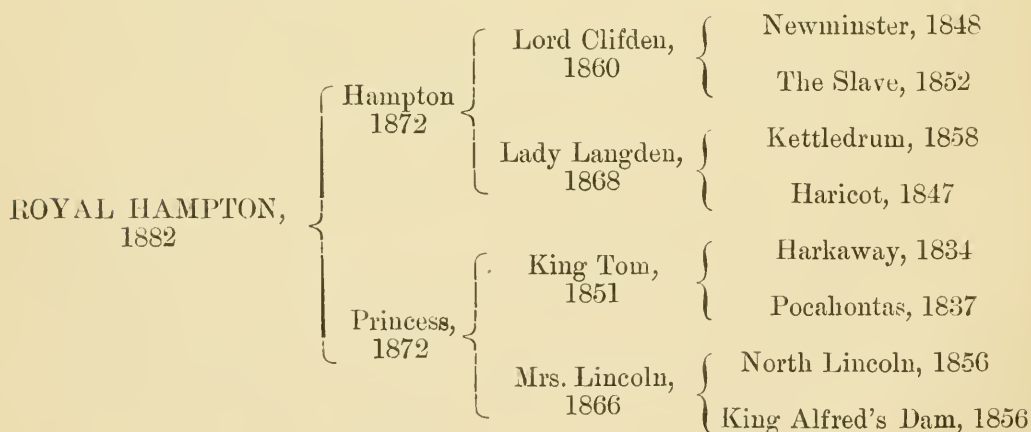 ROYAL HAMPTON,
1882
Hampton
1872
Princess,
1872
Lord Clifden,
1860
Lady Langden,
1868
King Tom,
1851
Mrs. Lincoln,
1866
Newminster, 1848
The Slave, 1852
Kettledrum, 1858
Haricot, 1847
Harkaway, 1834
Pocahontas, 1837
North Lincoln, 1856
King Alfred's Dam, 1856